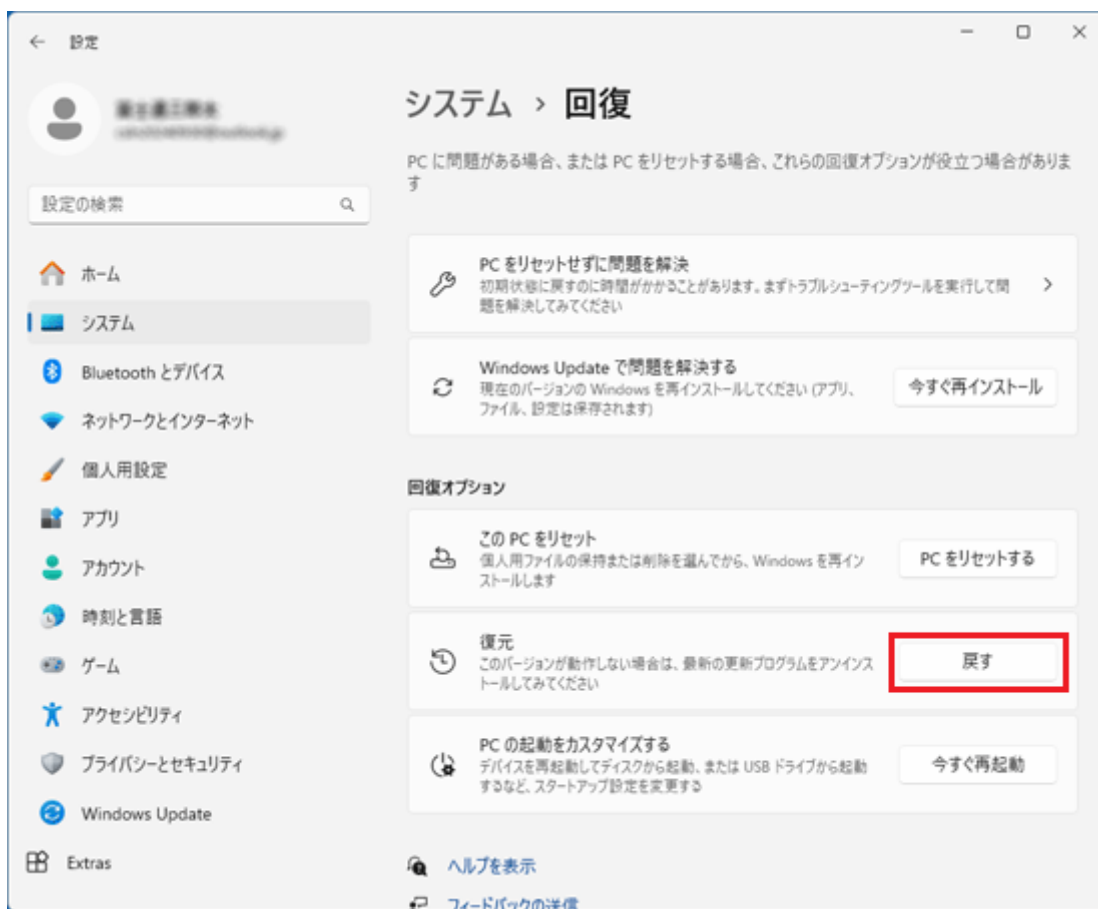 設定
システム › 回復
PC に問題がある場合、または PC をリセットする場合、これらの回復オプションが役立つ場合がありま
す
設定の検索
ホーム
システム
Bluetooth とデバイス
ネットワークとインターネット
個人用設定
アプリ
アカウント
時刻と言語
ゲーム
アクセシビリティ
プライバシーとセキュリティ
Windows Update
Extras
PC をリセットせずに問題を解決
初期状態に戻すのに時間がかかることがあります。まずトラブルシューティングツールを実行して問
題を解決してみてください
Windows Update で問題を解決する
現在のバージョンの Windows を再インストールしてください (アプリ、
ファイル、設定は保存されます)
今すぐ再インストール
回復オプション
この PC をリセット
個人用ファイルの保持または削除を選んでから、Windows を再イン
ストールします
PC をリセットする
復元
このバージョンが動作しない場合は、最新の更新プログラムをアンインス
トールしてみてください
戻す
PC の起動をカスタマイズする
デバイスを再起動してディスクから起動、または USB ドライブから起動
するなど、スタートアップ設定を変更する
今すぐ再起動
ヘルプを表示
フィードバックの送信